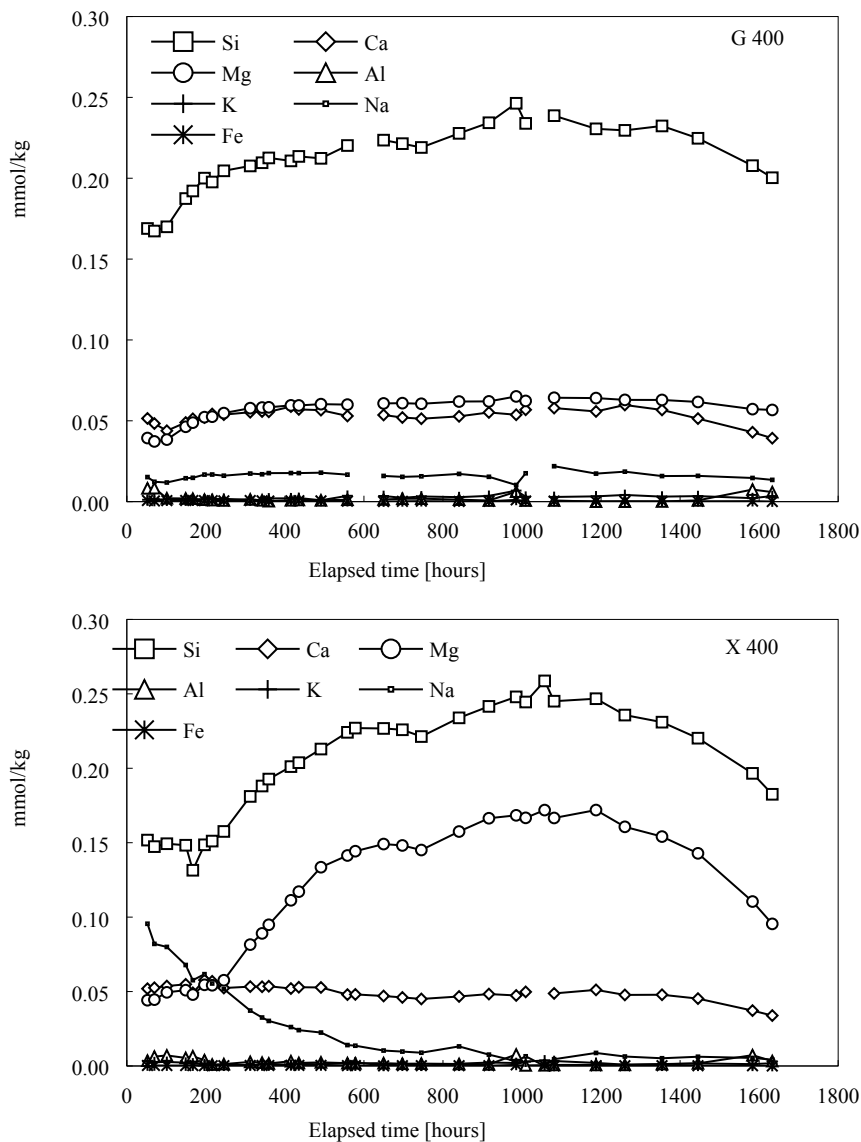 0.30
Si Ca G 400
Mg Al
0.25
K Na
Fe
0.20
mmol/kg
0.15
0.10
0.05
0.00
0 200 400 600 800 1000 1200 1400 1600 1800
Elapsed time [hours]
0.30
Si Ca Mg X 400
Al K Na
0.25
Fe
0.20
mmol/kg
0.15
0.10
0.05
0.00
0 200 400 600 800 1000 1200 1400 1600 1800
Elapsed time [hours]